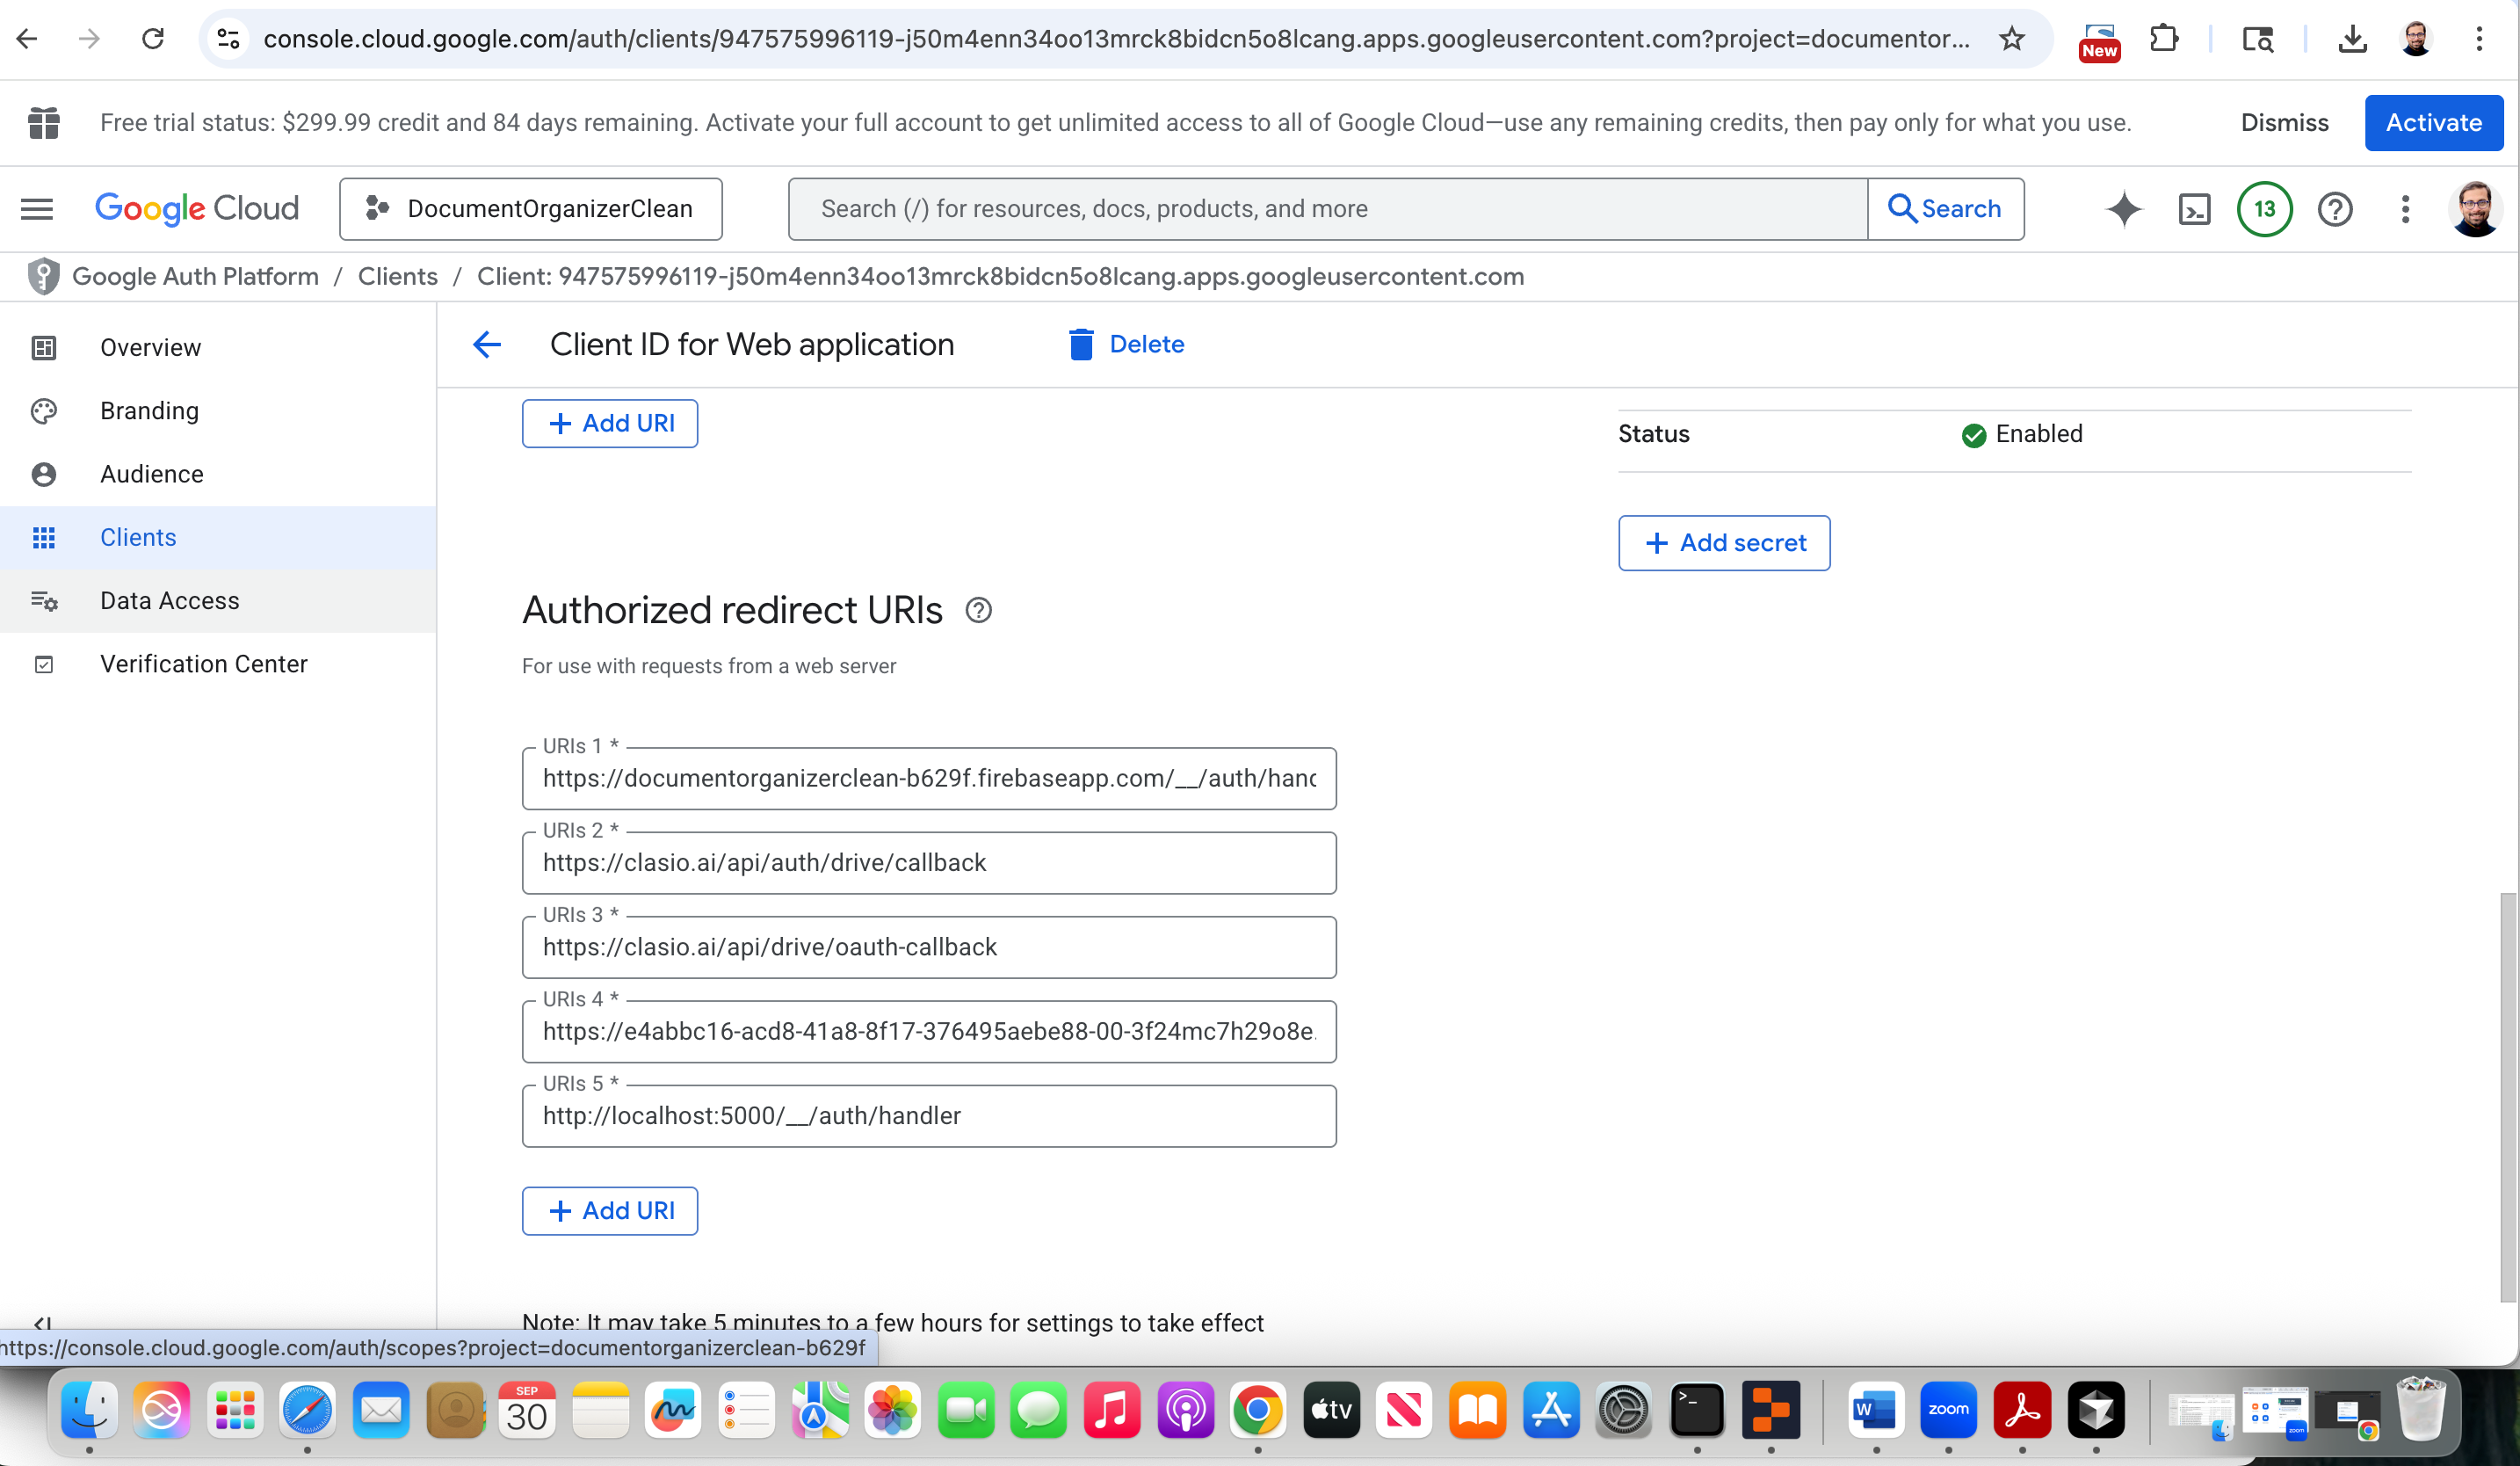 console.cloud.google.com/auth/clients/947575996119-j50m4enn34oo13mrck8bidcn5o8lcang.apps.googleusercontent.com?project=documentor...
New
Free trial status: $299.99 credit and 84 days remaining. Activate your full account to get unlimited access to all of Google Cloud—use any remaining credits, then pay only for what you use.
Dismiss
Activate
Google Cloud
DocumentOrganizerClean
Search (/) for resources, docs, products, and more
Search
13
Google Auth Platform / Clients / Client: 947575996119-j50m4enn34oo13mrck8bidcn5o8lcang.apps.googleusercontent.com
Overview
Branding
Audience
Clients
Data Access
Verification Center
Client ID for Web application
Delete
+ Add URI
Status
Enabled
+ Add secret
Authorized redirect URIs
For use with requests from a web server
URIs 1 *
https://documentorganizerclean-b629f.firebaseapp.com/__/auth/hand
URIs 2 *
https://clasio.ai/api/auth/drive/callback
URIs 3 *
https://clasio.ai/api/drive/oauth-callback
URIs 4 *
https://e4abbc16-acd8-41a8-8f17-376495aebe88-00-3f24mc7h29o8e.
URIs 5 *
http://localhost:5000/__/auth/handler
+ Add URI
Note: It may take 5 minutes to a few hours for settings to take effect
https://console.cloud.google.com/auth/scopes?project=documentorganizerclean-b629f
SEP
30
tv
W
zoom
zoom